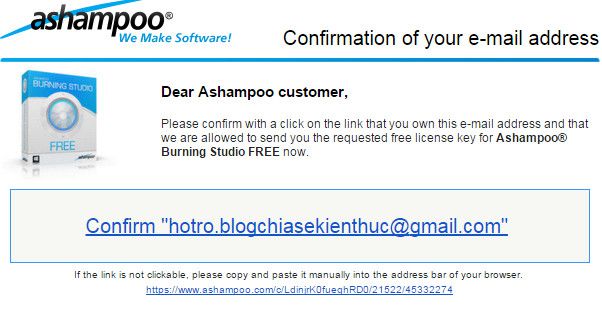 ashampoo®
We Make Software!
Confirmation of your e-mail address
BURNING STUDIO
FREE
Dear Ashampoo customer,
Please confirm with a click on the link that you own this e-mail address and that
we are allowed to send you the requested free license key for Ashampoo®
Burning Studio FREE now.
Confirm "hotro.blogchiasekienthuc@gmail.com"
If the link is not clickable, please copy and paste it manually into the address bar of your browser.
https://www.ashampoo.com/c/LdinjrK0fueqhRD0/21522/45332274